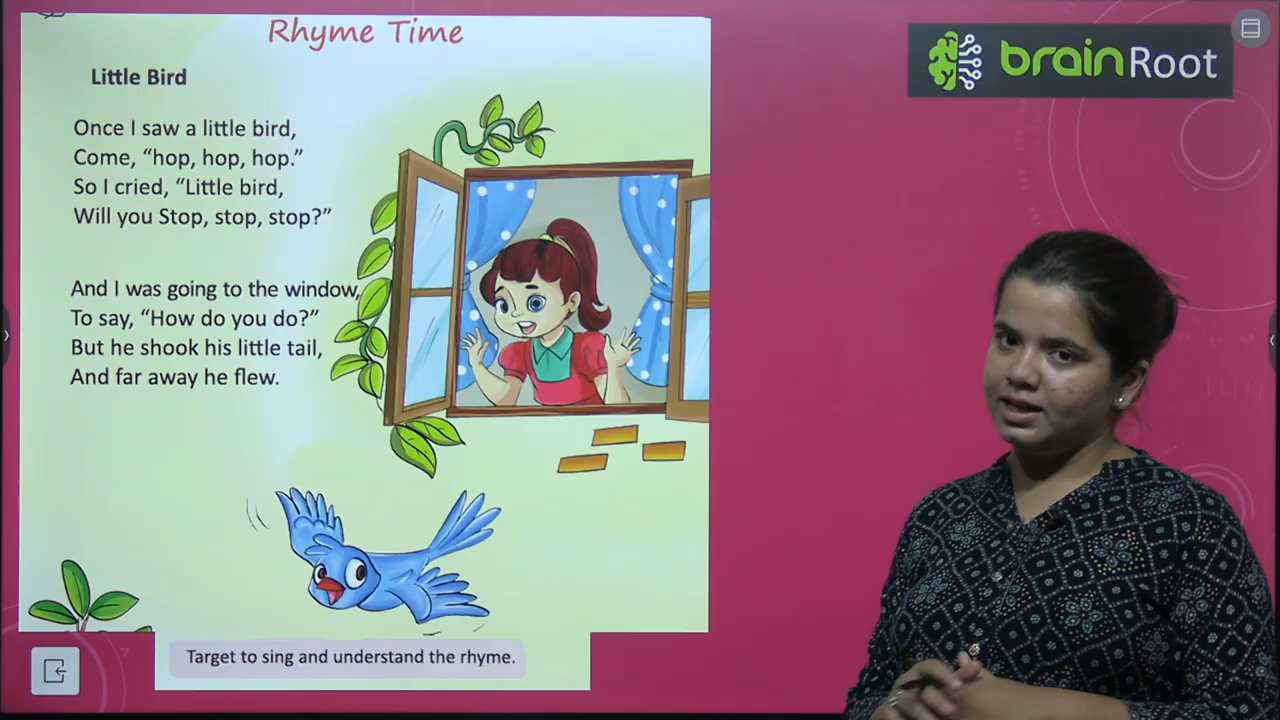 Rhyme Time
brainRoot
Little Bird
Once I saw a little bird,
Come, “hop, hop, hop.”
So I cried, “Little bird,
Will you Stop, stop, stop?”
And I was going to the window,
To say, “How do you do?”
But he shook his little tail,
And far away he flew.
Target to sing and understand the rhyme.